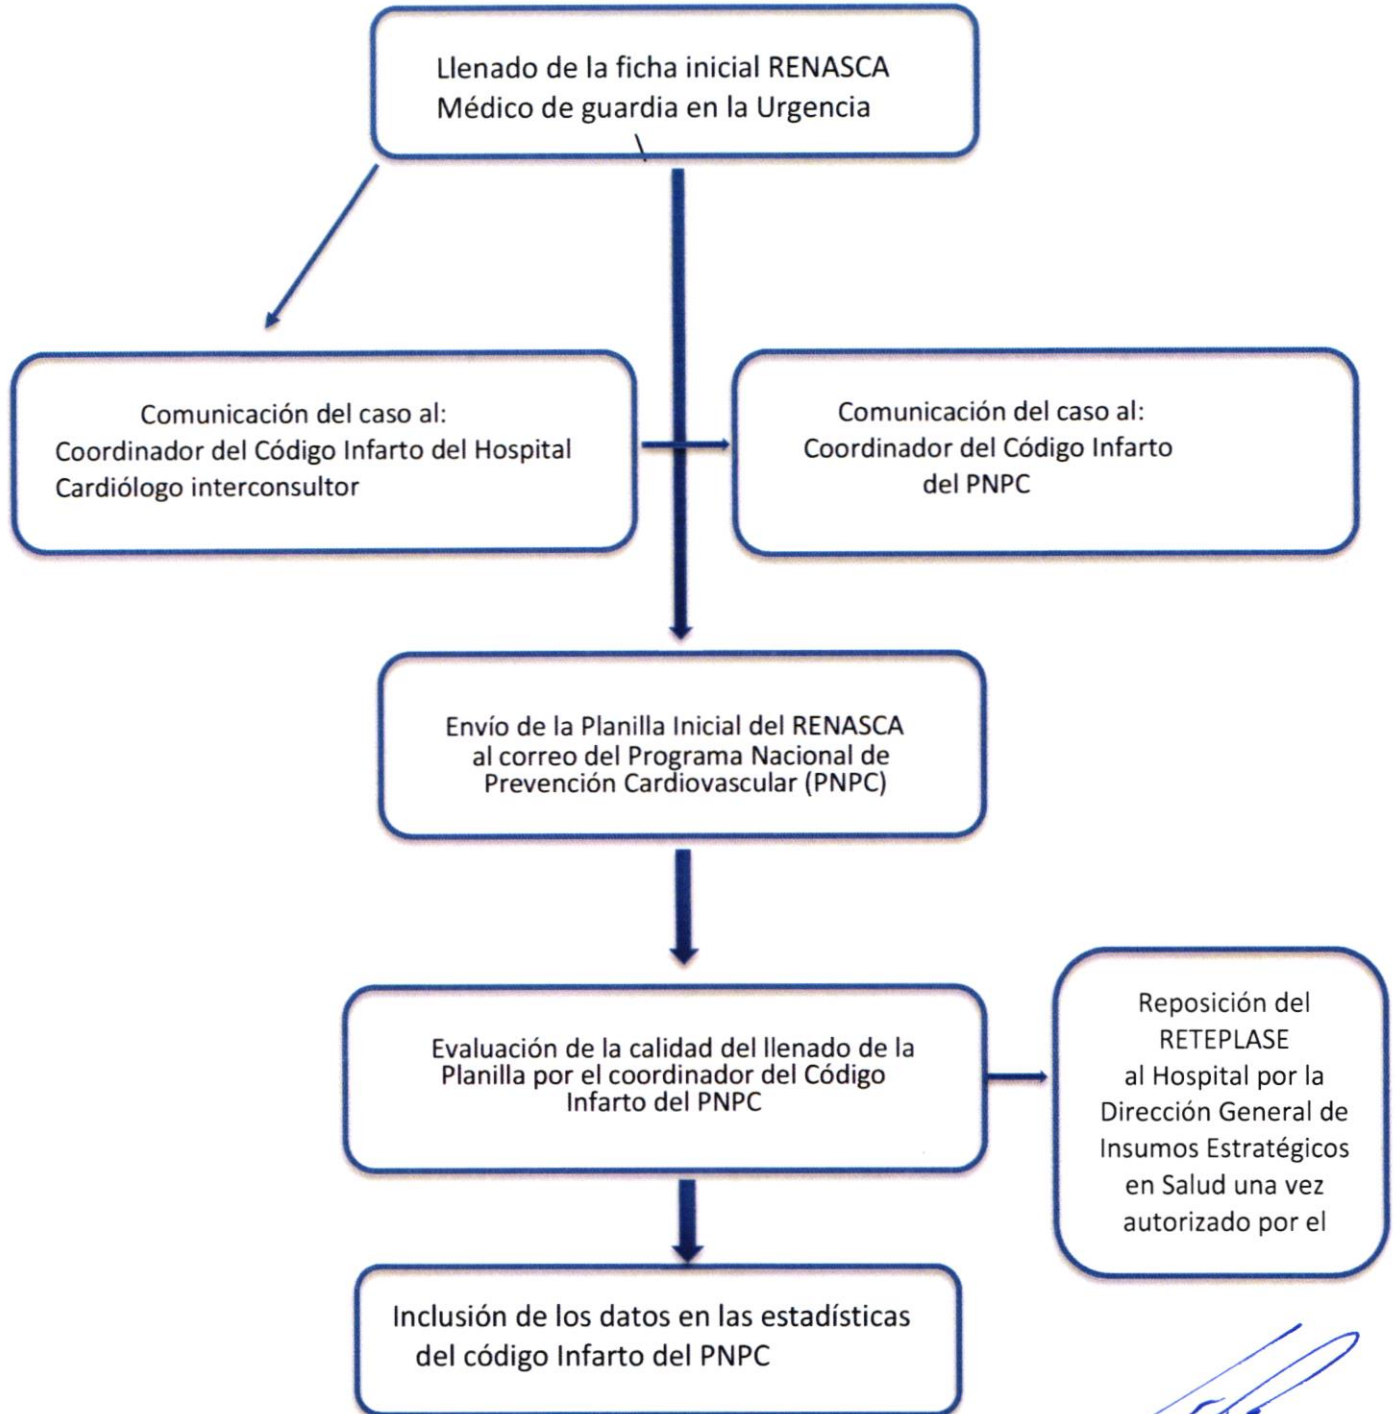 Llenado de la ficha inicial RENASCA
Médico de guardia en la Urgencia
Comunicación del caso al:
Coordinador del Código Infarto del Hospital
Cardiólogo interconsultor
Comunicación del caso al:
Coordinador del Código Infarto
del PNPC
Envío de la Planilla Inicial del RENASCA
al correo del Programa Nacional de
Prevención Cardiovascular (PNPC)
Evaluación de la calidad del llenado de la
Planilla por el coordinador del Código
Infarto del PNPC
Reposición del
RETEPLASE
al Hospital por la
Dirección General de
Insumos Estratégicos
en Salud una vez
autorizado por el
Inclusión de los datos en las estadísticas
del código Infarto del PNPC